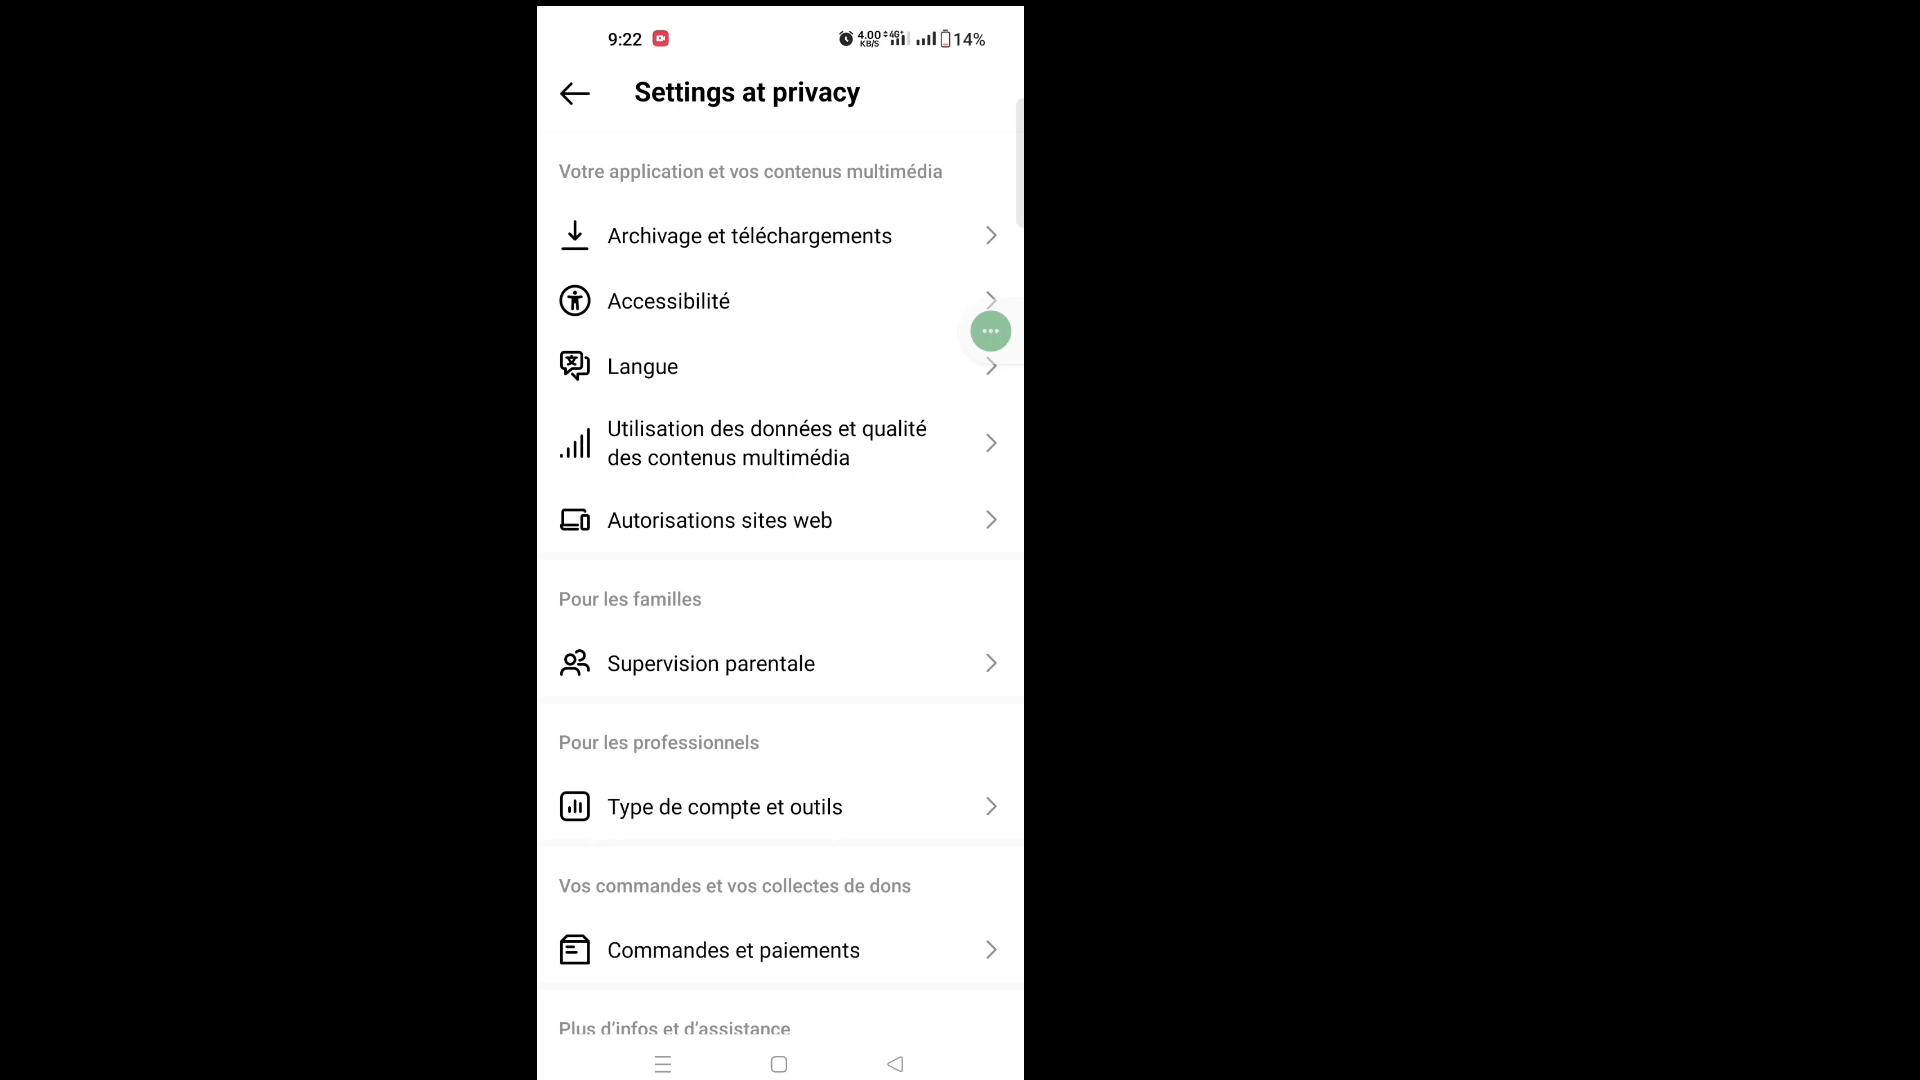 9:22
4.00
KB/S
4G+
14%
Settings at privacy
Votre application et vos contenus multimédia
Archivage et téléchargements
Accessibilité
Langue
Utilisation des données et qualité
des contenus multimédia
Autorisations sites web
Pour les familles
Supervision parentale
Pour les professionnels
Type de compte et outils
Vos commandes et vos collectes de dons
Commandes et paiements
Plus d’infos et d’assistance